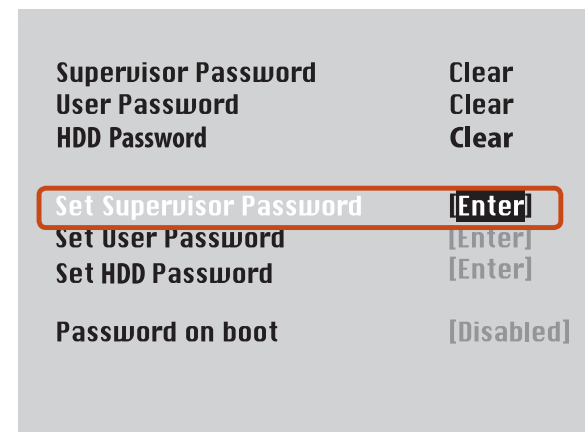 Supervisor Password Clear
User Password Clear
HDD Password Clear
Set Supervisor Password [Enter]
Set User Password [Enter]
Set HDD Password [Enter]
Password on boot [Disabled]